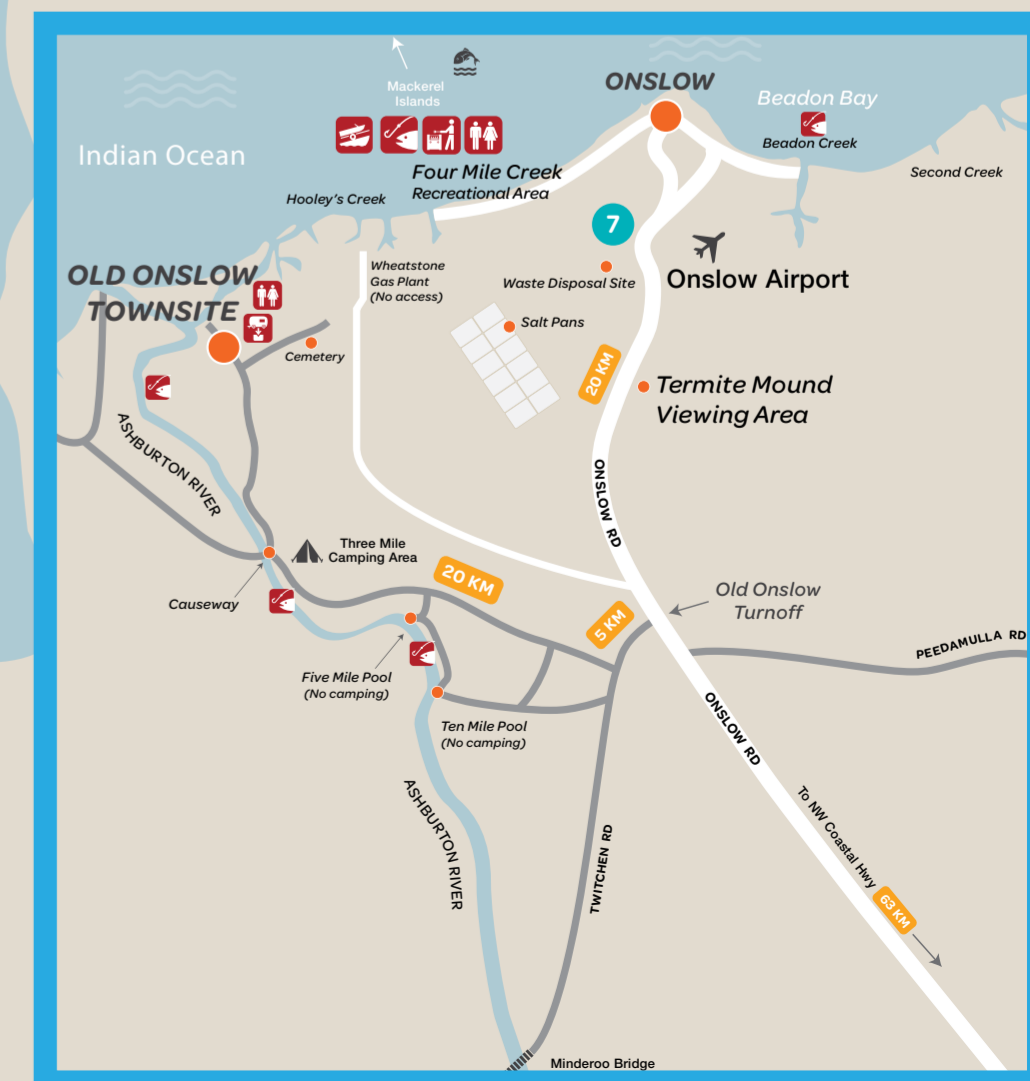 Mackerel
Islands
ONSLOW
Beadon Bay
Beadon Creek
Indian Ocean
Four Mile Creek
Recreational Area
Second Creek
Hooley's Creek
7
OLD ONSLOW
TOWNSITE
Wheatstone
Gas Plant
(No access)
Waste Disposal Site
Onslow Airport
Salt Pans
Cemetery
20 KM
Termite Mound
Viewing Area
ASHBURTON RIVER
ONSLOW RD
Three Mile
Camping Area
20 KM
Causeway
5 KM
Old Onslow
Turnoff
PEEDAMULLA RD
Five Mile Pool
(No camping)
Ten Mile Pool
(No camping)
ONSLOW RD
ASHBURTON RIVER
TWITCHEN RD
To NW Coastal Hwy
63 KM
Minderoo Bridge